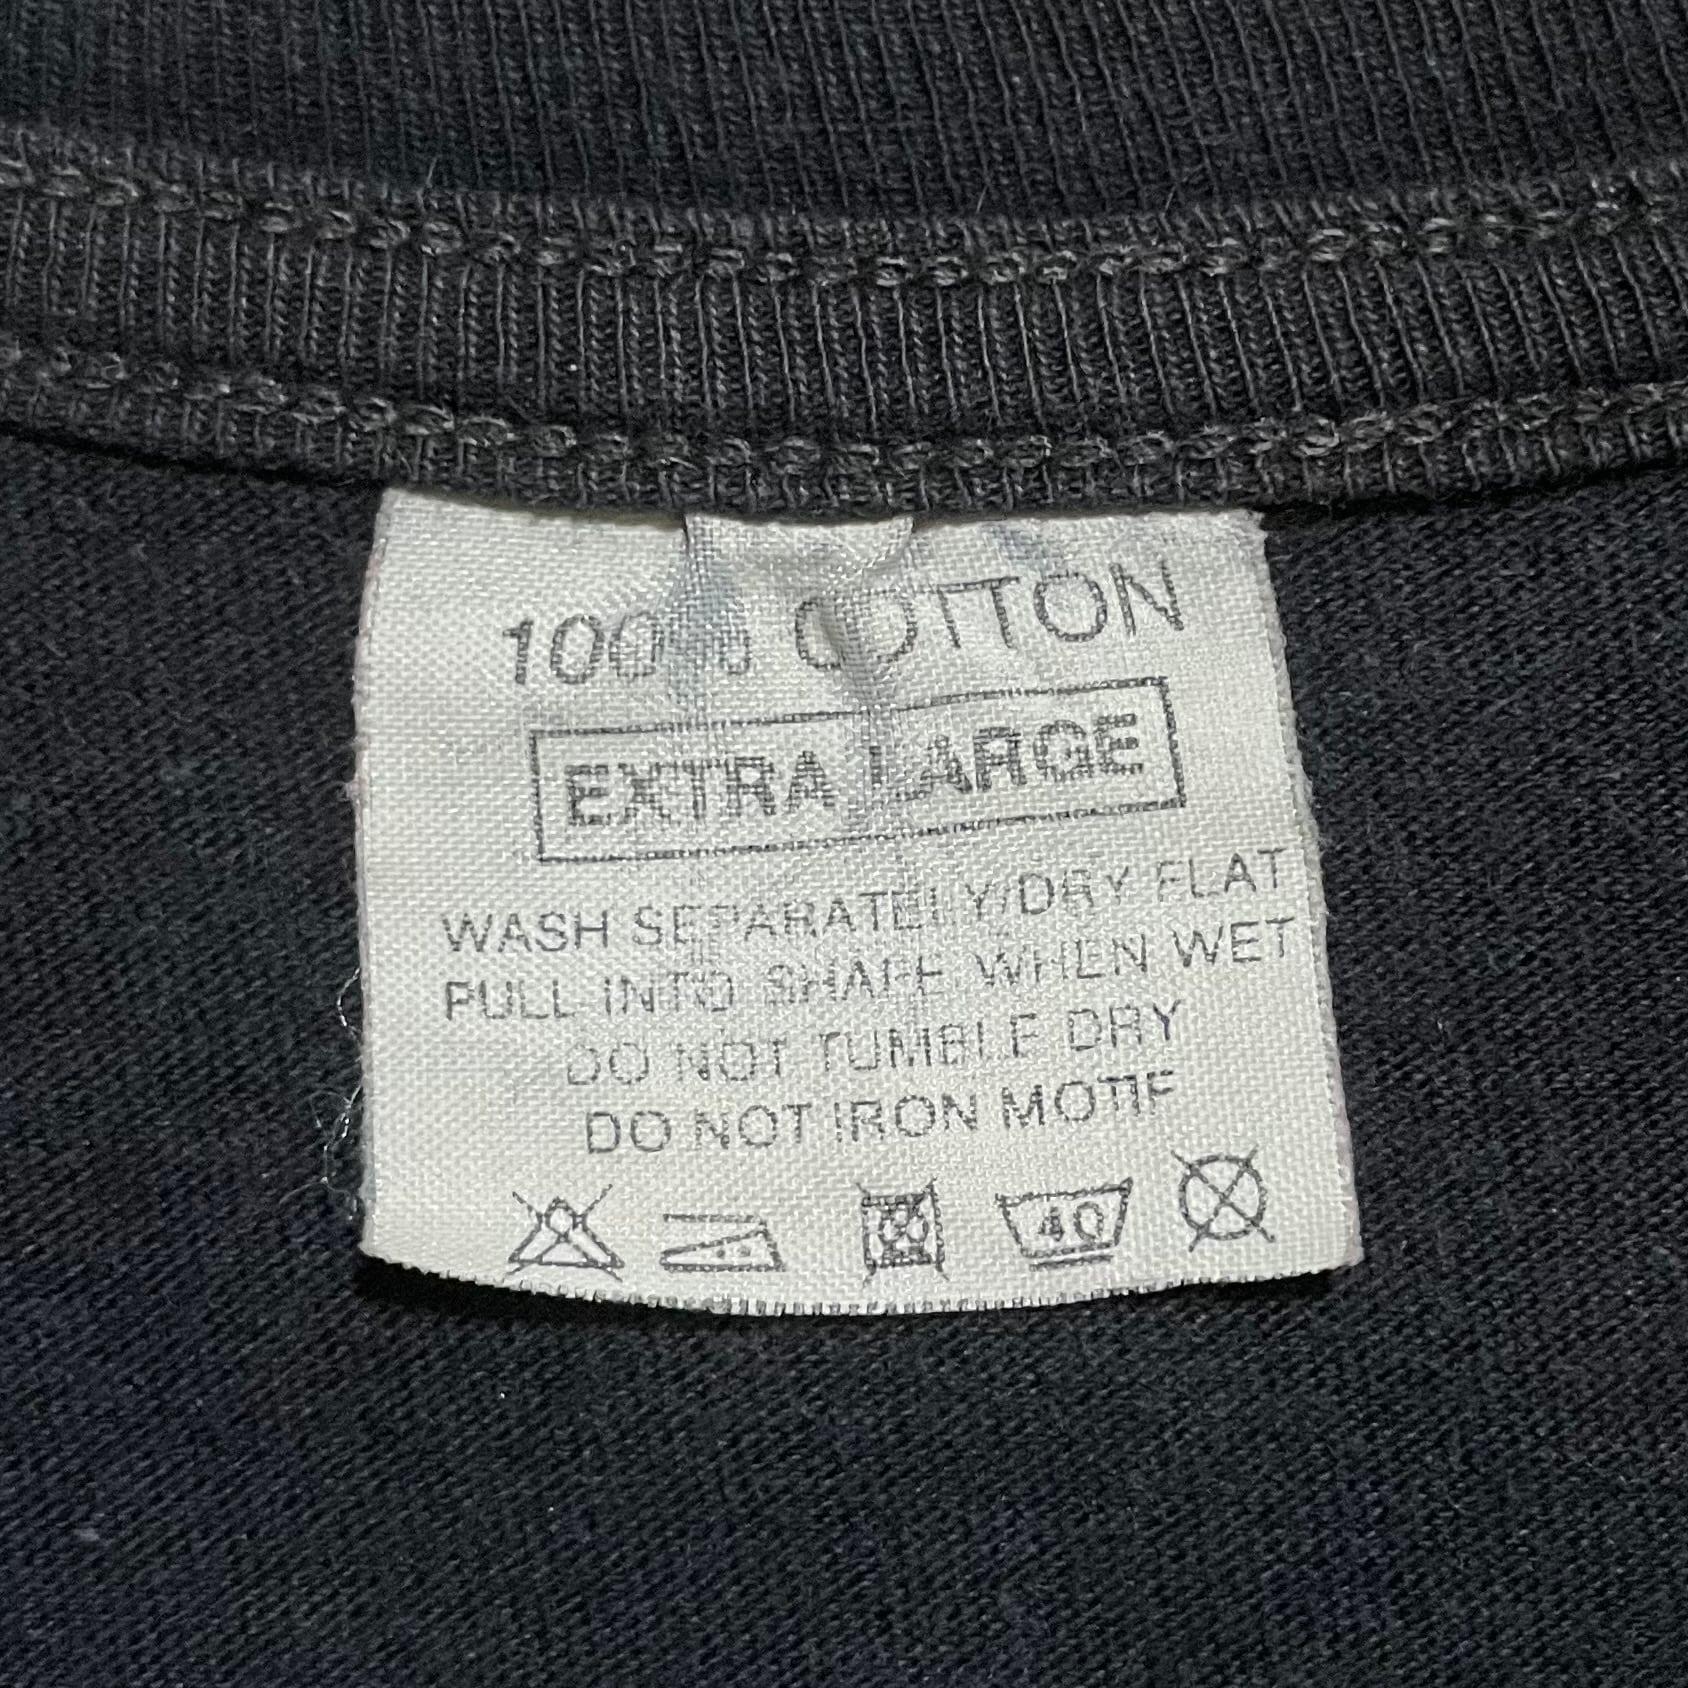 100% COTTON
EXTRA LARGE
WASH SEPARATELY/DRY FLAT
PULL INTO SHAPE WHEN WET
DO NOT TUMBLE DRY
DO NOT IRON MOTIF
40